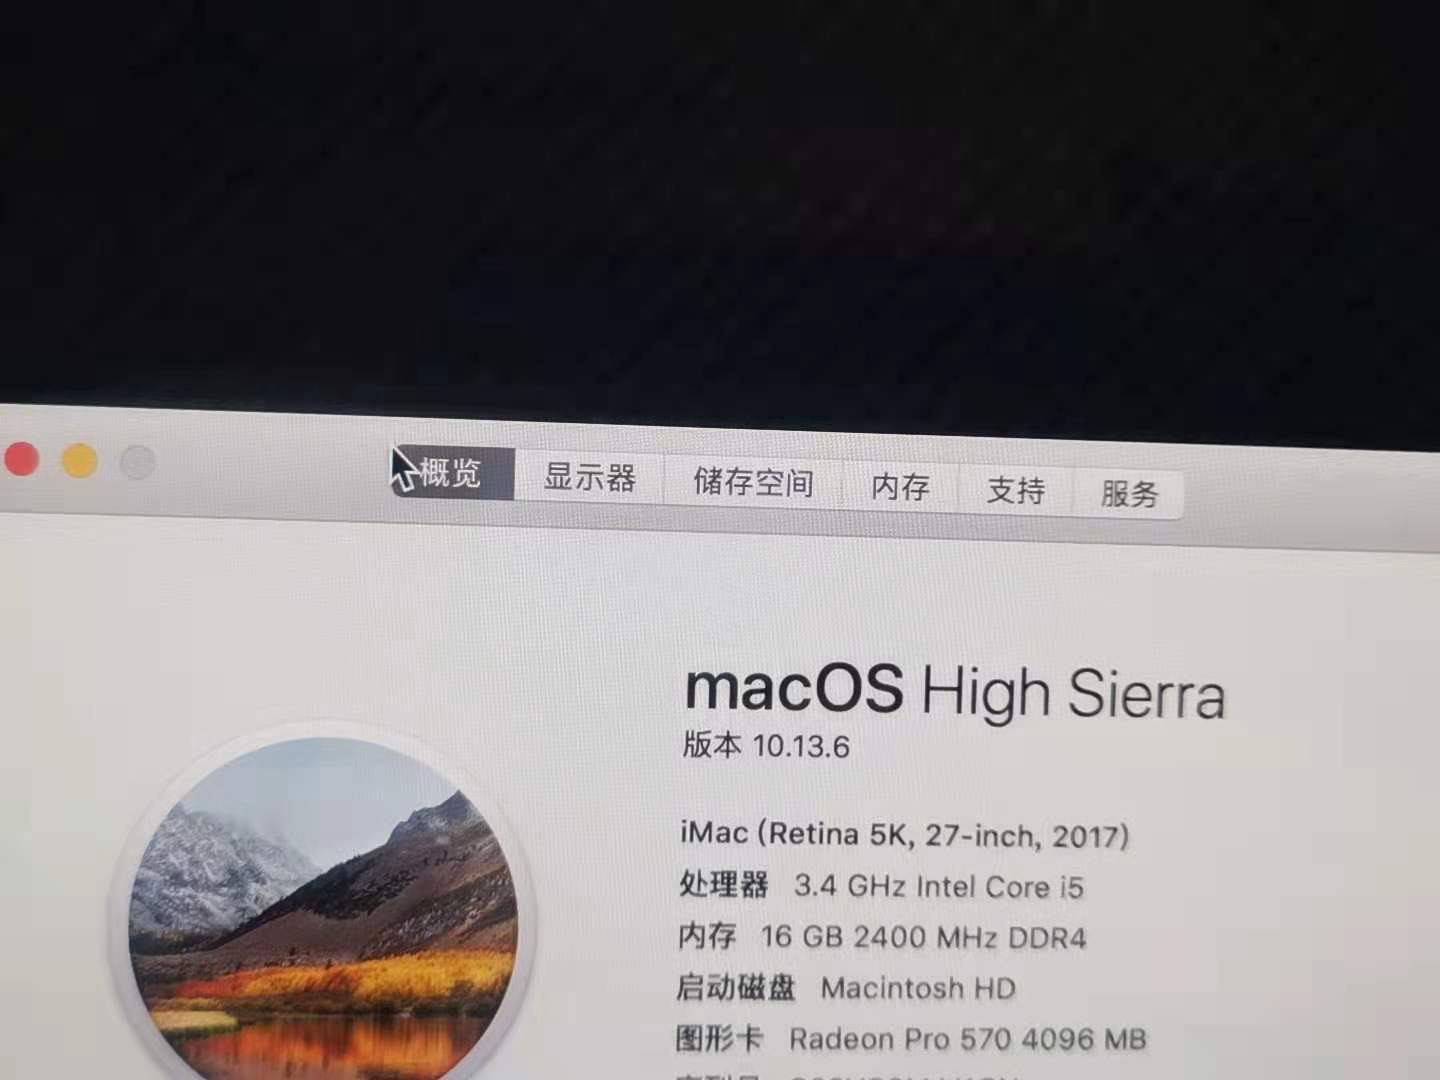 概览 显示器 储存空间 内存 支持 服务
macOS High Sierra
版本 10.13.6
iMac (Retina 5K, 27-inch, 2017)
处理器 3.4 GHz Intel Core i5
内存 16 GB 2400 MHz DDR4
启动磁盘 Macintosh HD
图形卡 Radeon Pro 570 4096 MB